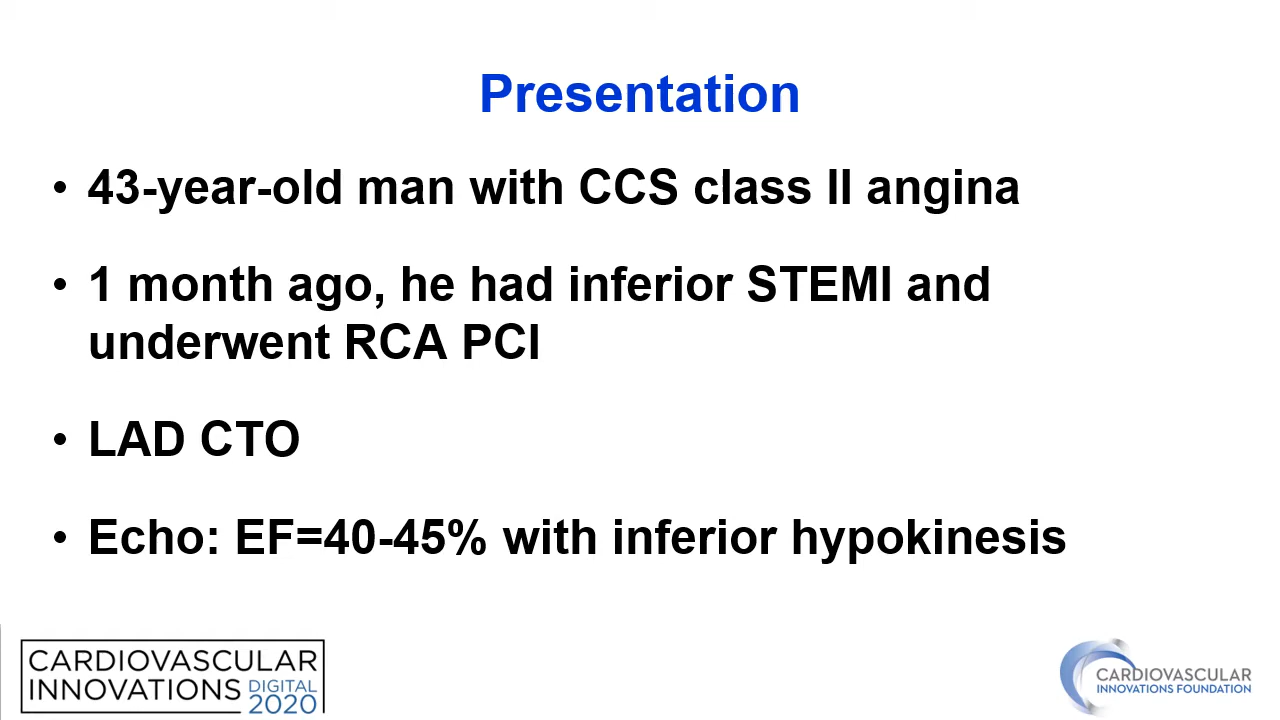 Presentation
• 43-year-old man with CCS class II angina
• 1 month ago, he had inferior STEMI and
underwent RCA PCI
• LAD CTO
• Echo: EF=40-45% with inferior hypokinesis
CARDIOVASCULAR
INNOVATIONS DIGITAL
2020
CARDIOVASCULAR
INNOVATIONS FOUNDATION